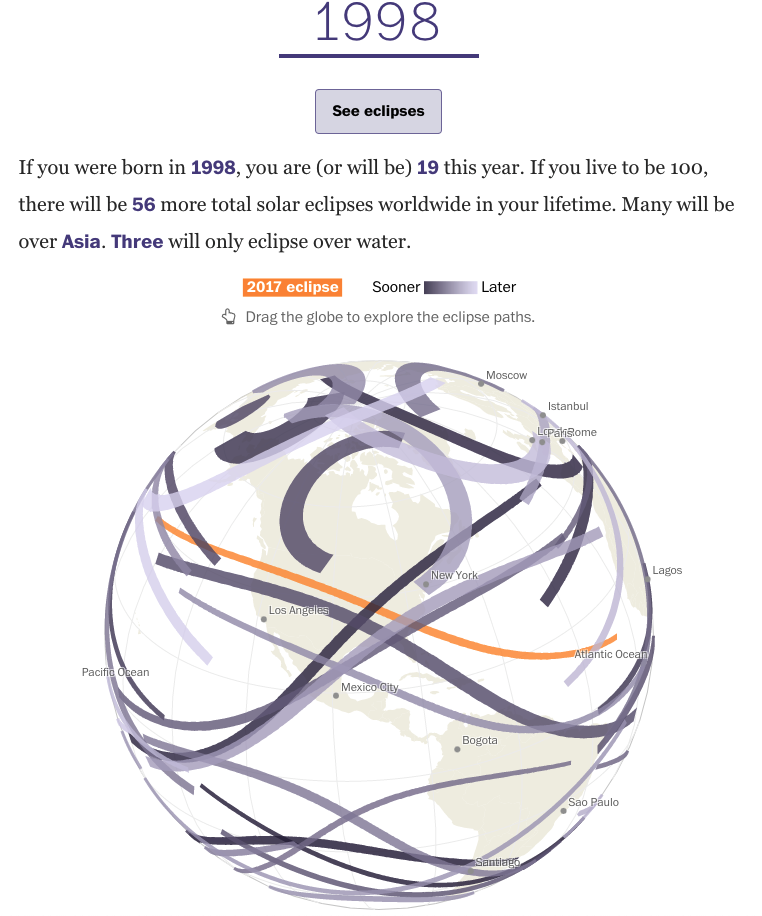 1998
See eclipses
If you were born in 1998, you are (or will be) 19 this year. If you live to be 100,
there will be 56 more total solar eclipses worldwide in your lifetime. Many will be
over Asia. Three will only eclipse over water.
2017 eclipse Sooner Later
Drag the globe to explore the eclipse paths.
Moscow
Istanbul
Paris Rome
Lagos
New York
Los Angeles
Atlantic Ocean
Pacific Ocean
Mexico City
Bogota
Sao Paulo
Santiago